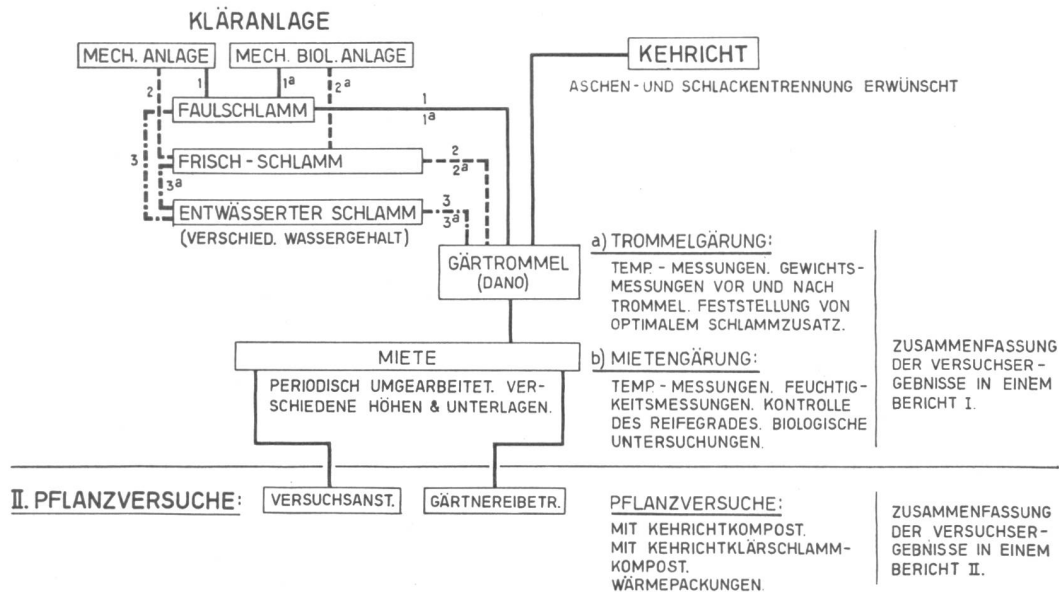 KLÄRANLAGE
MECH. ANLAGE
MECH. BIOL. ANLAGE
KEHRICHT
ASCHEN- UND SCHLACKENTRENNUNG ERWÜNSCHT
1
1a
2
2a
FAULSCHLAMM
1
1a
3
FRISCH-SCHLAMM
2
2a
3a
ENTWÄSSERTER SCHLAMM
3
3a
(VERSCHIED. WASSERGEHALT)
GÄRTROMMEL
(DANO)
a) TROMMELGÄRUNG:
TEMP.-MESSUNGEN. GEWICHTS-
MESSUNGEN VOR UND NACH
TROMMEL. FESTSTELLUNG VON
OPTIMALEM SCHLAMMZUSATZ.
MIETE
PERIODISCH UMGEARBEITET. VER-
SCHIEDENE HÖHEN & UNTERLAGEN.
b) MIETENGÄRUNG:
TEMP.-MESSUNGEN. FEUCHTIG-
KEITSMESSUNGEN. KONTROLLE
DES REIFEGRADES. BIOLOGISCHE
UNTERSUCHUNGEN.
ZUSAMMENFASSUNG
DER VERSUCHSER-
GEBNISSE IN EINEM
BERICHT I.
II. PFLANZVERSUCHE:
VERSUCHSANST.
GÄRTNEREIBETR.
PFLANZVERSUCHE:
MIT KEHRICHTKOMPOST.
MIT KEHRICHTKLÄRSCHLAMM-
KOMPOST.
WÄRMEPACKUNGEN.
ZUSAMMENFASSUNG
DER VERSUCHSER-
GEBNISSE IN EINEM
BERICHT II.